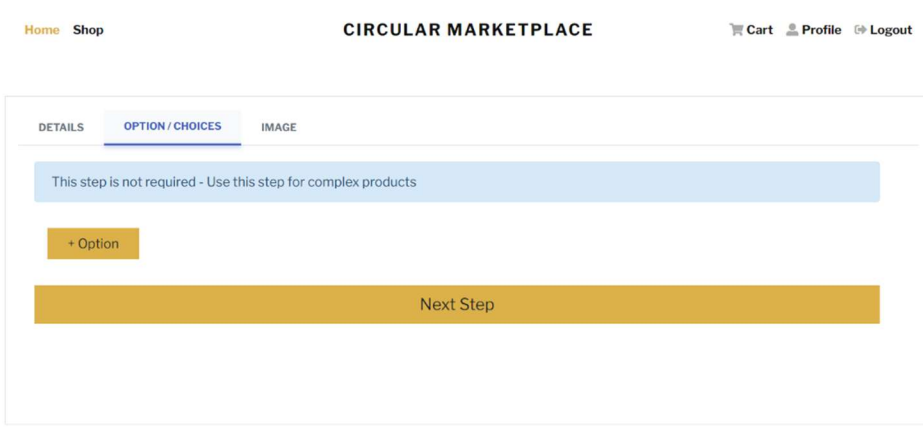 Home Shop CIRCULAR MARKETPLACE Cart Profile Logout
DETAILS OPTION / CHOICES IMAGE
This step is not required - Use this step for complex products
+ Option
Next Step